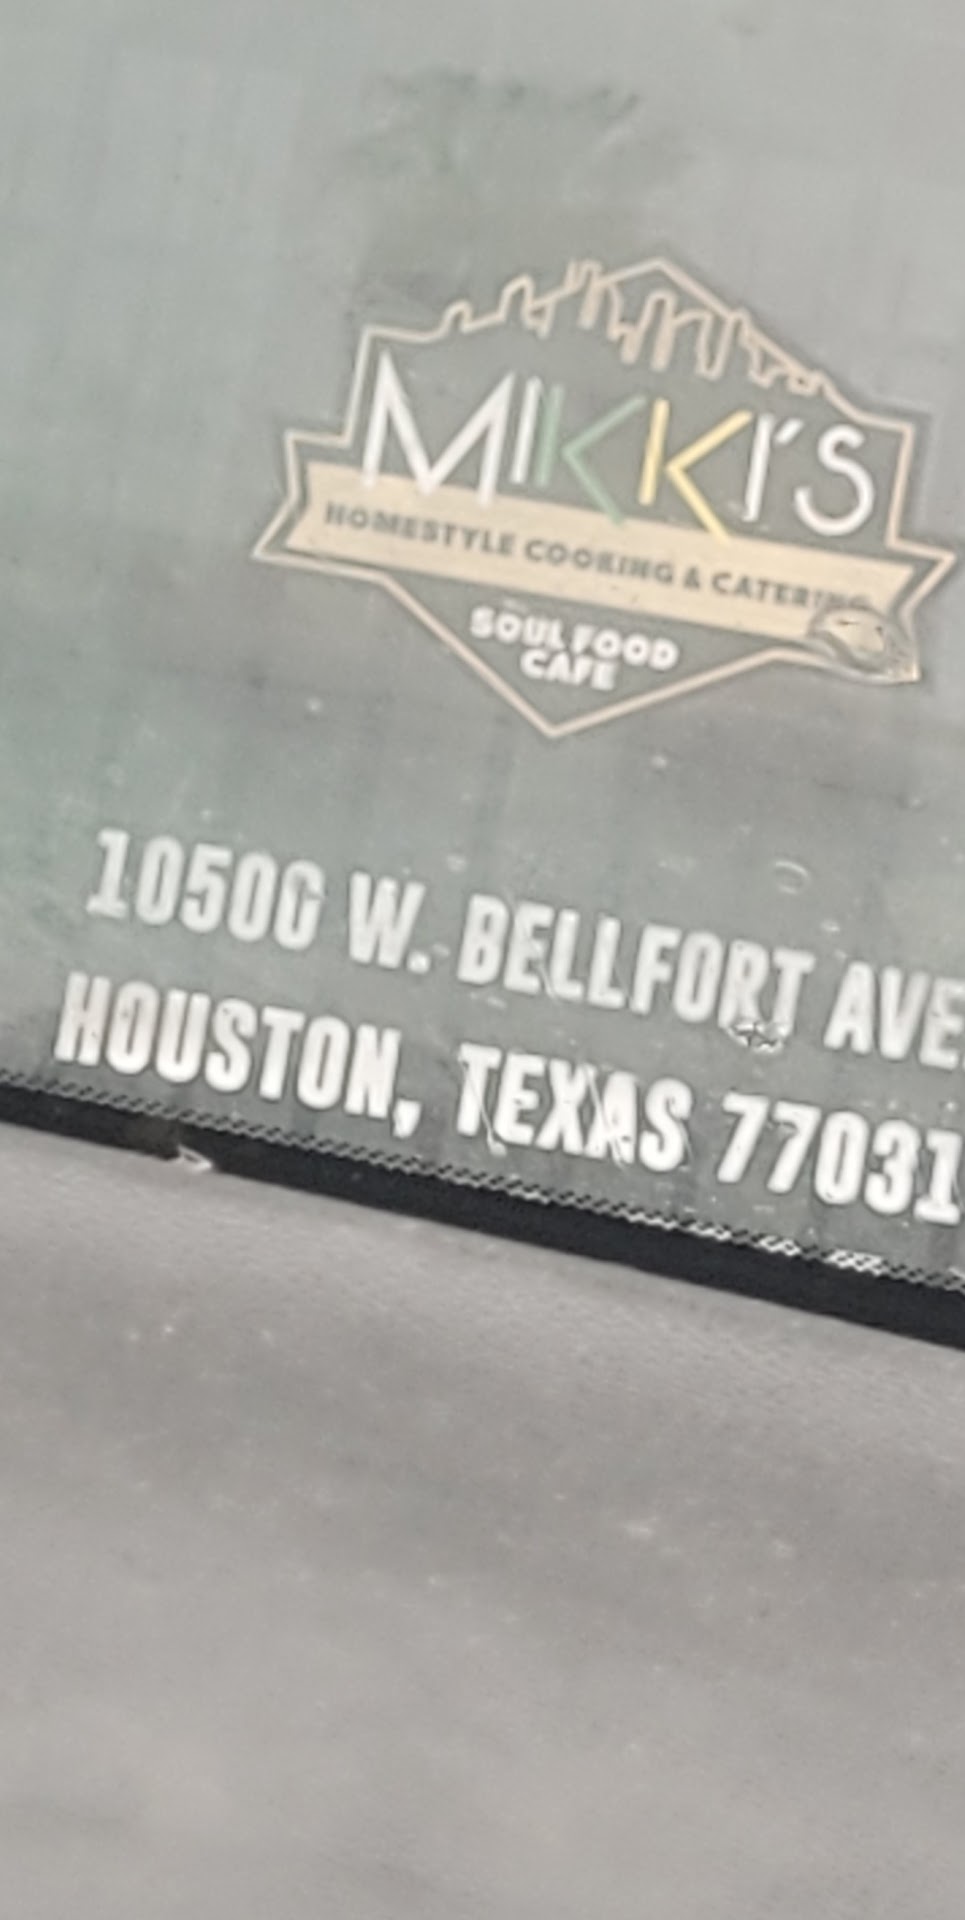 MIKKI'S
HOMESTYLE COOKING & CATERING
SOUL FOOD
CAFE
10500 W. BELLFORT AVE.
HOUSTON, TEXAS 77031